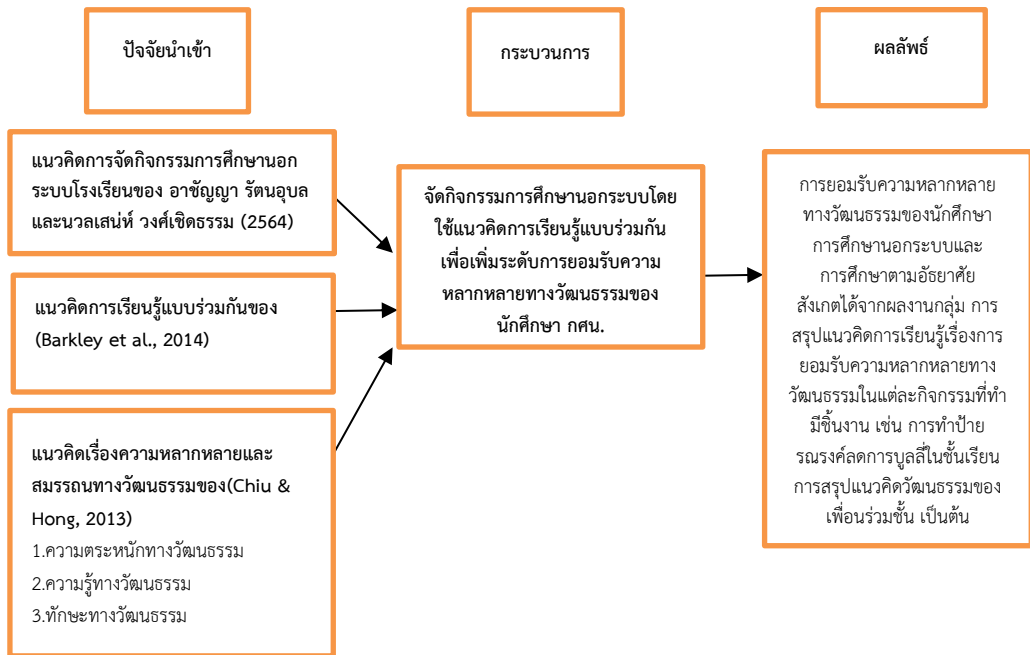 ปัจจัยนำเข้า
กระบวนการ
ผลลัพธ์
แนวคิดการจัดกิจกรรมการศึกษานอก
ระบบโรงเรียนของ อาชัญญา รัตนอุบล
และนวลเสน่ห์ วงศ์เชิดธรรม (2564)
แนวคิดการเรียนรู้แบบร่วมกันของ
(Barkley et al., 2014)
แนวคิดเรื่องความหลากหลายและ
สมรรถนทางวัฒนธรรมของ(Chiu &
Hong, 2013)
1.ความตระหนักทางวัฒนธรรม
2.ความรู้ทางวัฒนธรรม
3.ทักษะทางวัฒนธรรม
จัดกิจกรรมการศึกษานอกระบบโดย
ใช้แนวคิดการเรียนรู้แบบร่วมกัน
เพื่อเพิ่มระดับการยอมรับความ
หลากหลายทางวัฒนธรรมของ
นักศึกษา กศน.
การยอมรับความหลากหลาย
ทางวัฒนธรรมของนักศึกษา
การศึกษานอกระบบและ
การศึกษาตามอัธยาศัย
สังเกตได้จากผลงานกลุ่ม การ
สรุปแนวคิดการเรียนรู้เรื่องการ
ยอมรับความหลากหลายทาง
วัฒนธรรมในแต่ละกิจกรรมที่ทำ
มีชิ้นงาน เช่น การทำป้าย
รณรงค์ลดการบูลลี่ในชั้นเรียน
การสรุปแนวคิดวัฒนธรรมของ
เพื่อนร่วมชั้น เป็นต้น